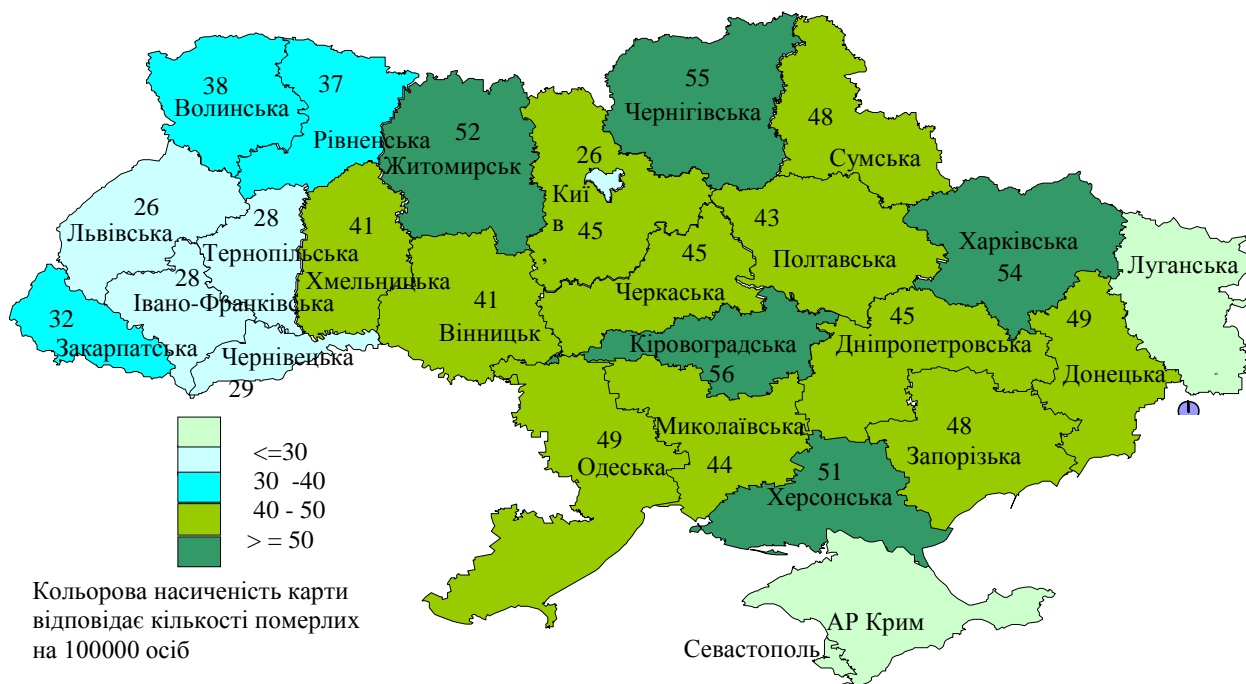 38
Волинська
37
Рівненська
52
Житомирськ
55
Чернігівська
48
Сумська
26
Киї
в
45
,
26
Львівська
28
Тернопільська
41
Хмельницька
28
Івано-Франківська
32
Закарпатська
Чернівецька
29
41
Вінницьк
45
Черкаська
43
Полтавська
Харківська
54
Луганська
Кіровоградська
56
45
Дніпропетровська
49
Донецька
49
Одеська
Миколаївська
44
48
Запорізька
51
Херсонська
АР Крим
Севастополь
<=30
30 -40
40 - 50
> = 50
Кольорова насиченість карти
відповідає кількості померлих
на 100000 осіб